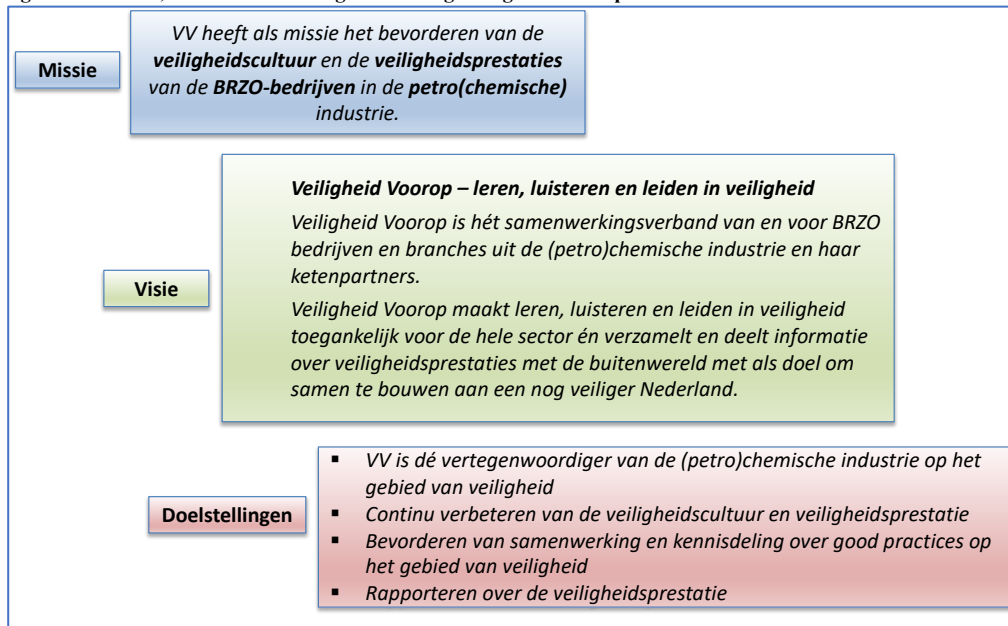 Missie
VV heeft als missie het bevorderen van de
veiligheidscultuur en de veiligheidsprestaties
van de BRZO-bedrijven in de petro(chemische)
industrie.
Visie
Veiligheid Voorop – leren, luisteren en leiden in veiligheid
Veiligheid Voorop is hét samenwerkingsverband van en voor BRZO
bedrijven en branches uit de (petro)chemische industrie en haar
ketenpartners.
Veiligheid Voorop maakt leren, luisteren en leiden in veiligheid
toegankelijk voor de hele sector én verzamelt en deelt informatie
over veiligheidsprestaties met de buitenwereld met als doel om
samen te bouwen aan een nog veiliger Nederland.
Doelstellingen
▪ VV is dé vertegenwoordiger van de (petro)chemische industrie op het
gebied van veiligheid
▪ Continu verbeteren van de veiligheidscultuur en veiligheidsprestatie
▪ Bevorderen van samenwerking en kennisdeling over good practices op
het gebied van veiligheid
▪ Rapporteren over de veiligheidsprestatie